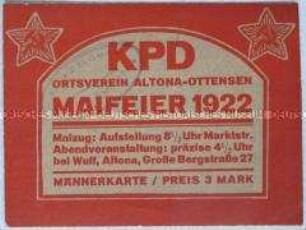 KPD
ORTSVEREIN ALTONA-OTTENSEN
MAIFEIER 1922
Maizug: Aufstellung 8½ Uhr Marktstr.
Abendveranstaltung: präzise 4½ Uhr
bei Wulf, Altona, Große Bergstraße 27
MÄNNERKARTE / PREIS 3 MARK